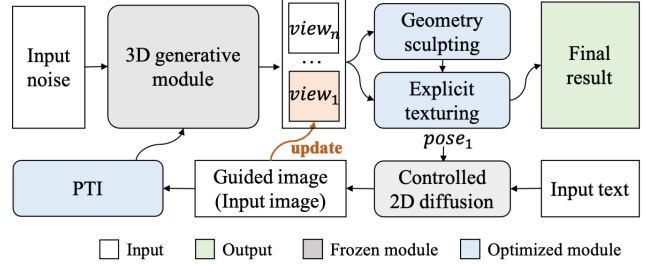 Input
noise
3D generative
module
view_n
...
view_1
Geometry
sculpting
Explicit
texturing
Final
result
update
pose_1
PTI
Guided image
(Input image)
Controlled
2D diffusion
Input text
Input
Output
Frozen module
Optimized module